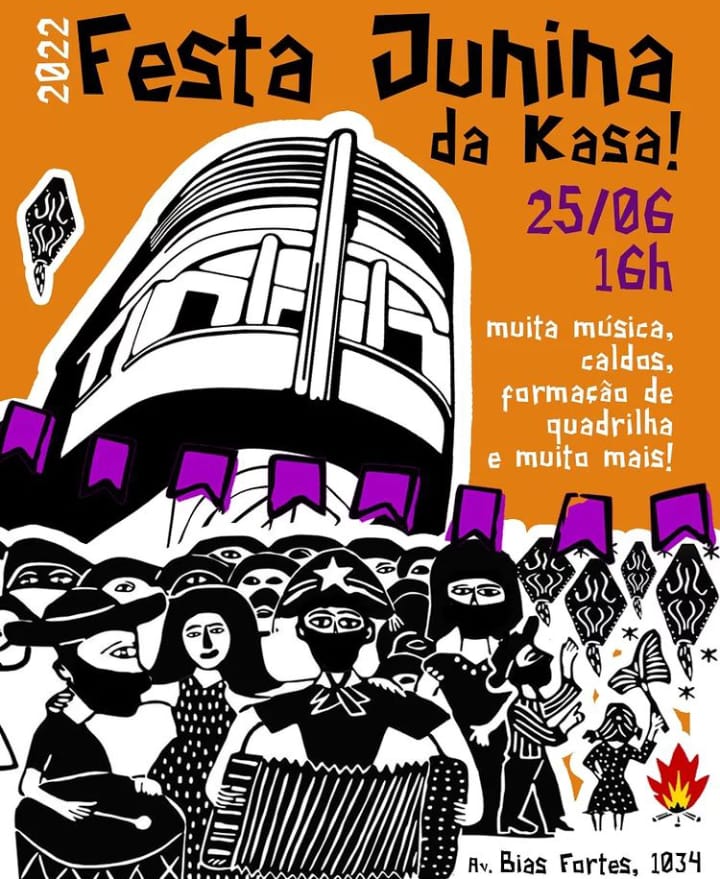 2022
Festa Junina
da Kasa!
25/06
16h
muita música,
caldos,
formação de
quadrilha
e muito mais!
Av. Bias Fortes, 1034